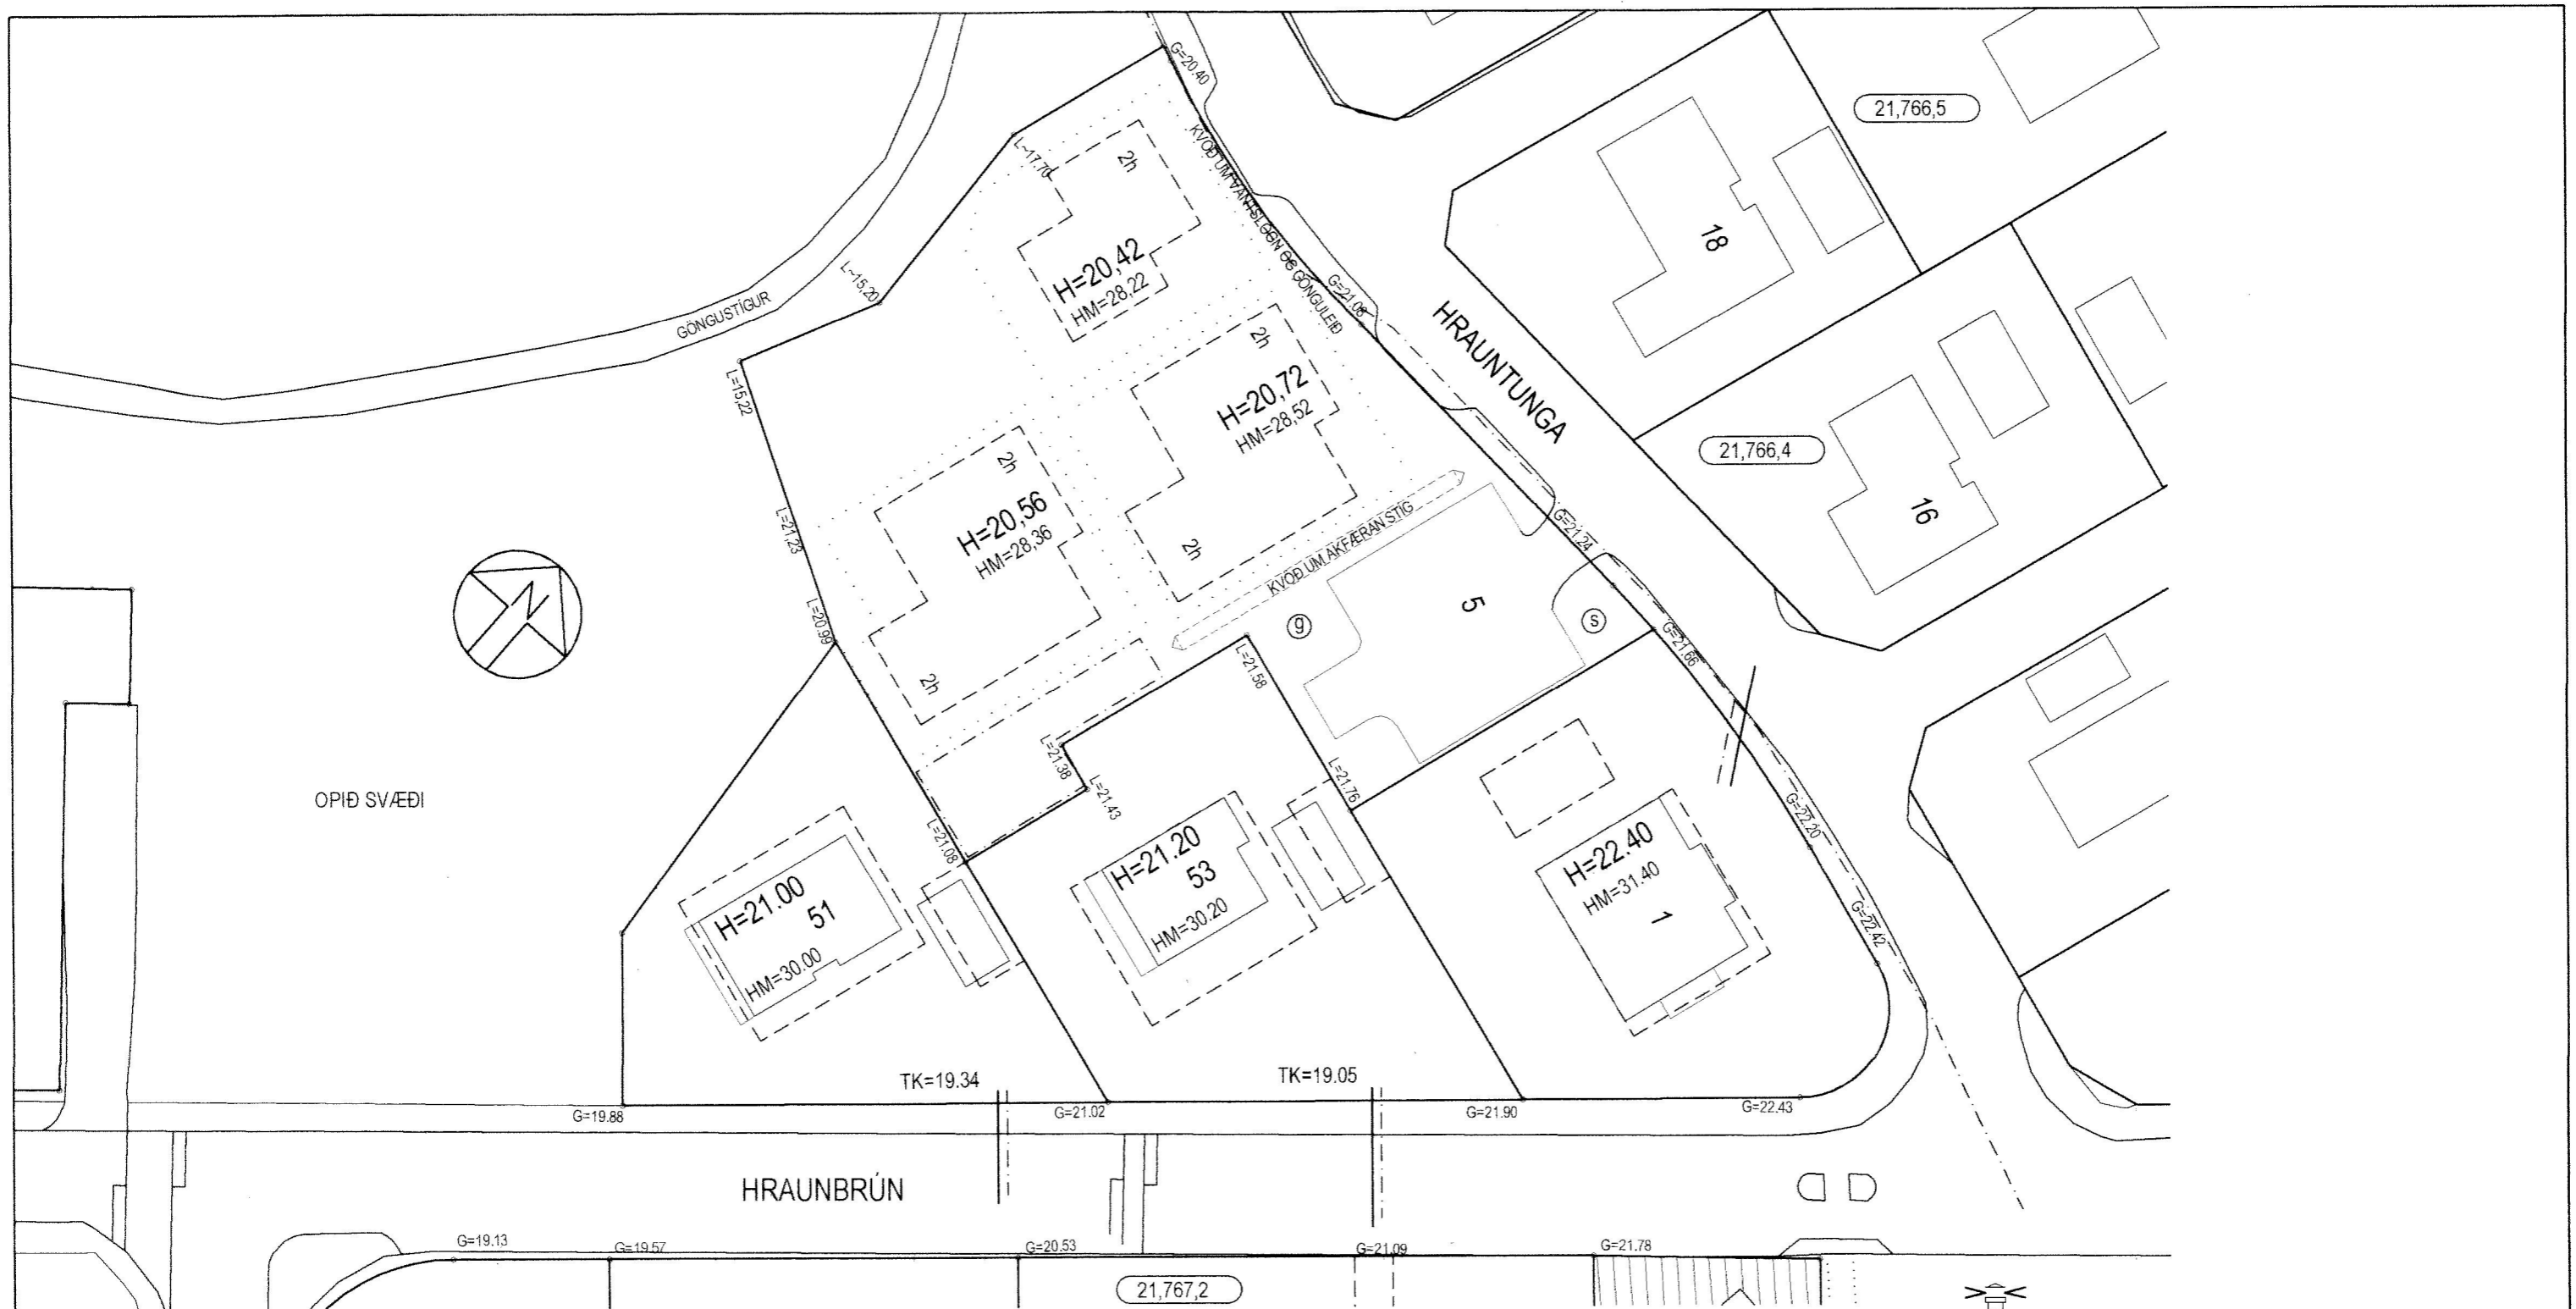 G=20.40
21,766,5
L~17.70
2h
KVÖÐ UM VANTSLÖGN OG GÖNGULEIÐ
18
H=20,42
HM=28,22
L~15,20
GÖNGUSTÍGUR
G=21.08
HRAUNTUNGA
2h
L=15,22
H=20,72
HM=28,52
21,766,4
2h
16
H=20,56
HM=28,36
2h
L=21,23
KVÖÐ UM AKFÆRAN STÍG
G=21.24
5
g
s
L=20.99
G=21.66
L=21.58
2h
L=21.38
L=21.43
L=21.76
OPIÐ SVÆÐI
G=22.20
L=21.08
H=21.20
53
HM=30.20
H=22.40
HM=31.40
1
H=21.00
51
HM=30.00
G=22.42
TK=19.34
TK=19.05
G=19.88
G=21.02
G=21.90
G=22.43
HRAUNBRÚN
G=19.13
G=19.57
G=20.53
G=21.09
G=21.78
21,767,2
N